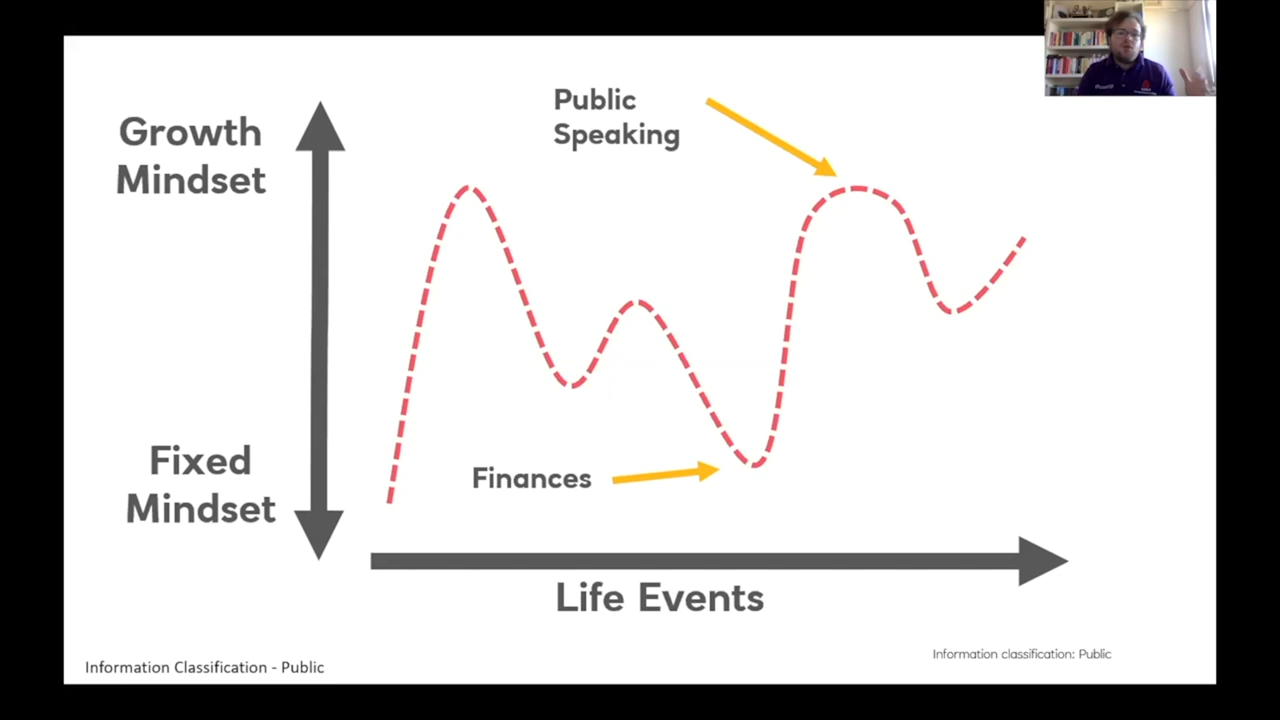 Growth
Mindset
Public
Speaking
Fixed
Mindset
Finances
Life Events
Information classification: Public
Information Classification - Public